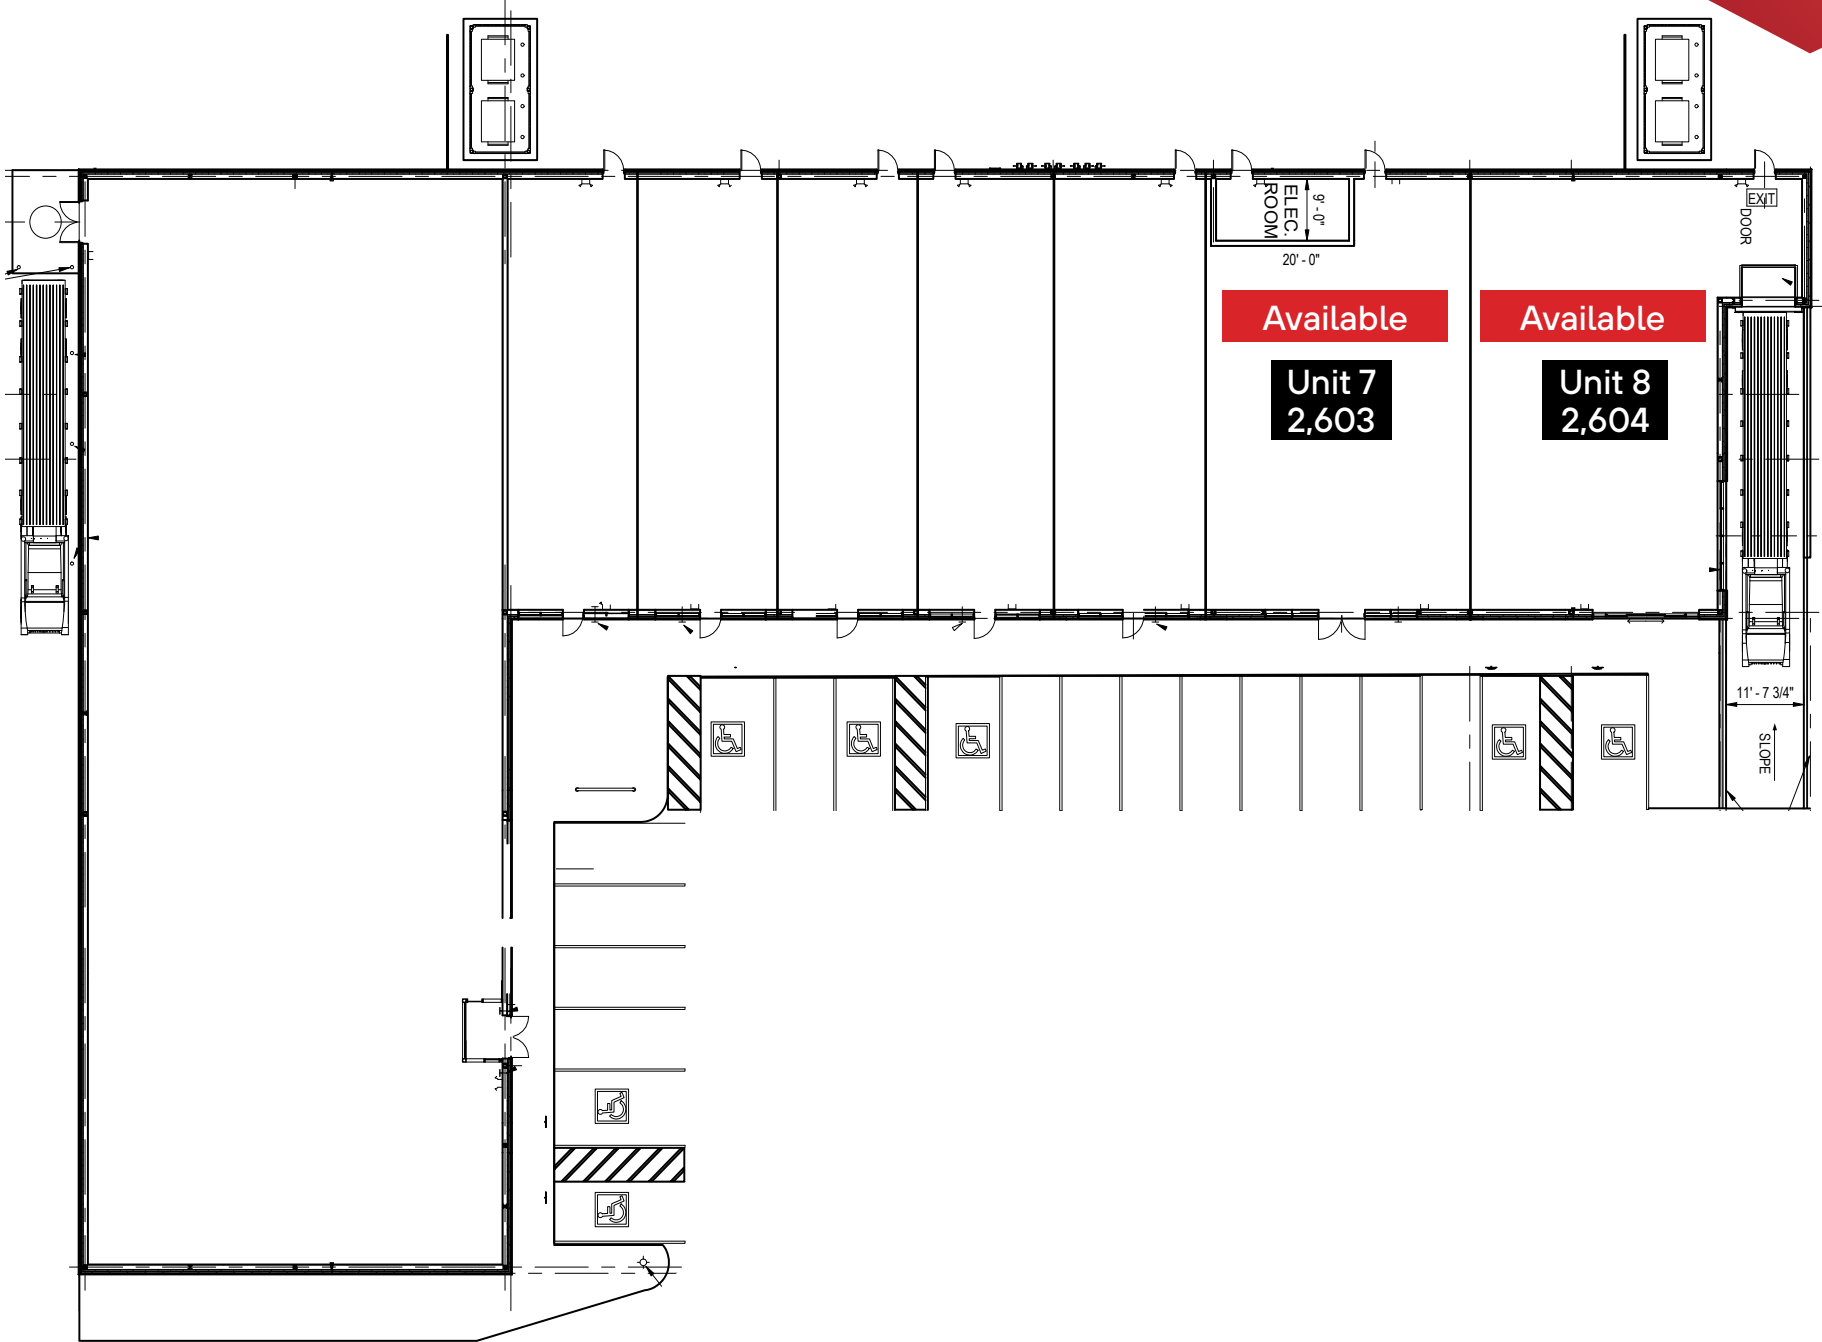 EXIT
DOOR
ELEC.
ROOM
9' - 0"
20' - 0"
Available
Available
Unit 7
2,603
Unit 8
2,604
11' - 7 3/4"
SLOPE